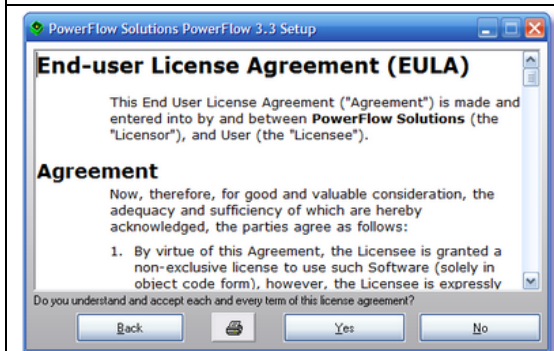 PowerFlow Solutions PowerFlow 3.3 Setup
End-user License Agreement (EULA)
This End User License Agreement ("Agreement") is made and
entered into by and between PowerFlow Solutions (the
"Licensor"), and User (the "Licensee").
Agreement
Now, therefore, for good and valuable consideration, the
adequacy and sufficiency of which are hereby
acknowledged, the parties agree as follows:
1. By virtue of this Agreement, the Licensee is granted a
non-exclusive license to use such Software (solely in
object code form), however, the Licensee is expressly
Do you understand and accept each and every term of this license agreement?
Back Yes No